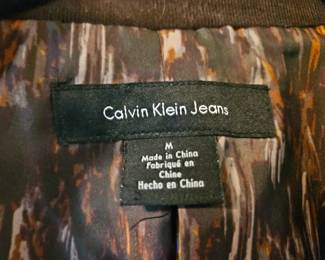 Calvin Klein Jeans
M
Made in China
Fabriqué en
Chine
Hecho en China